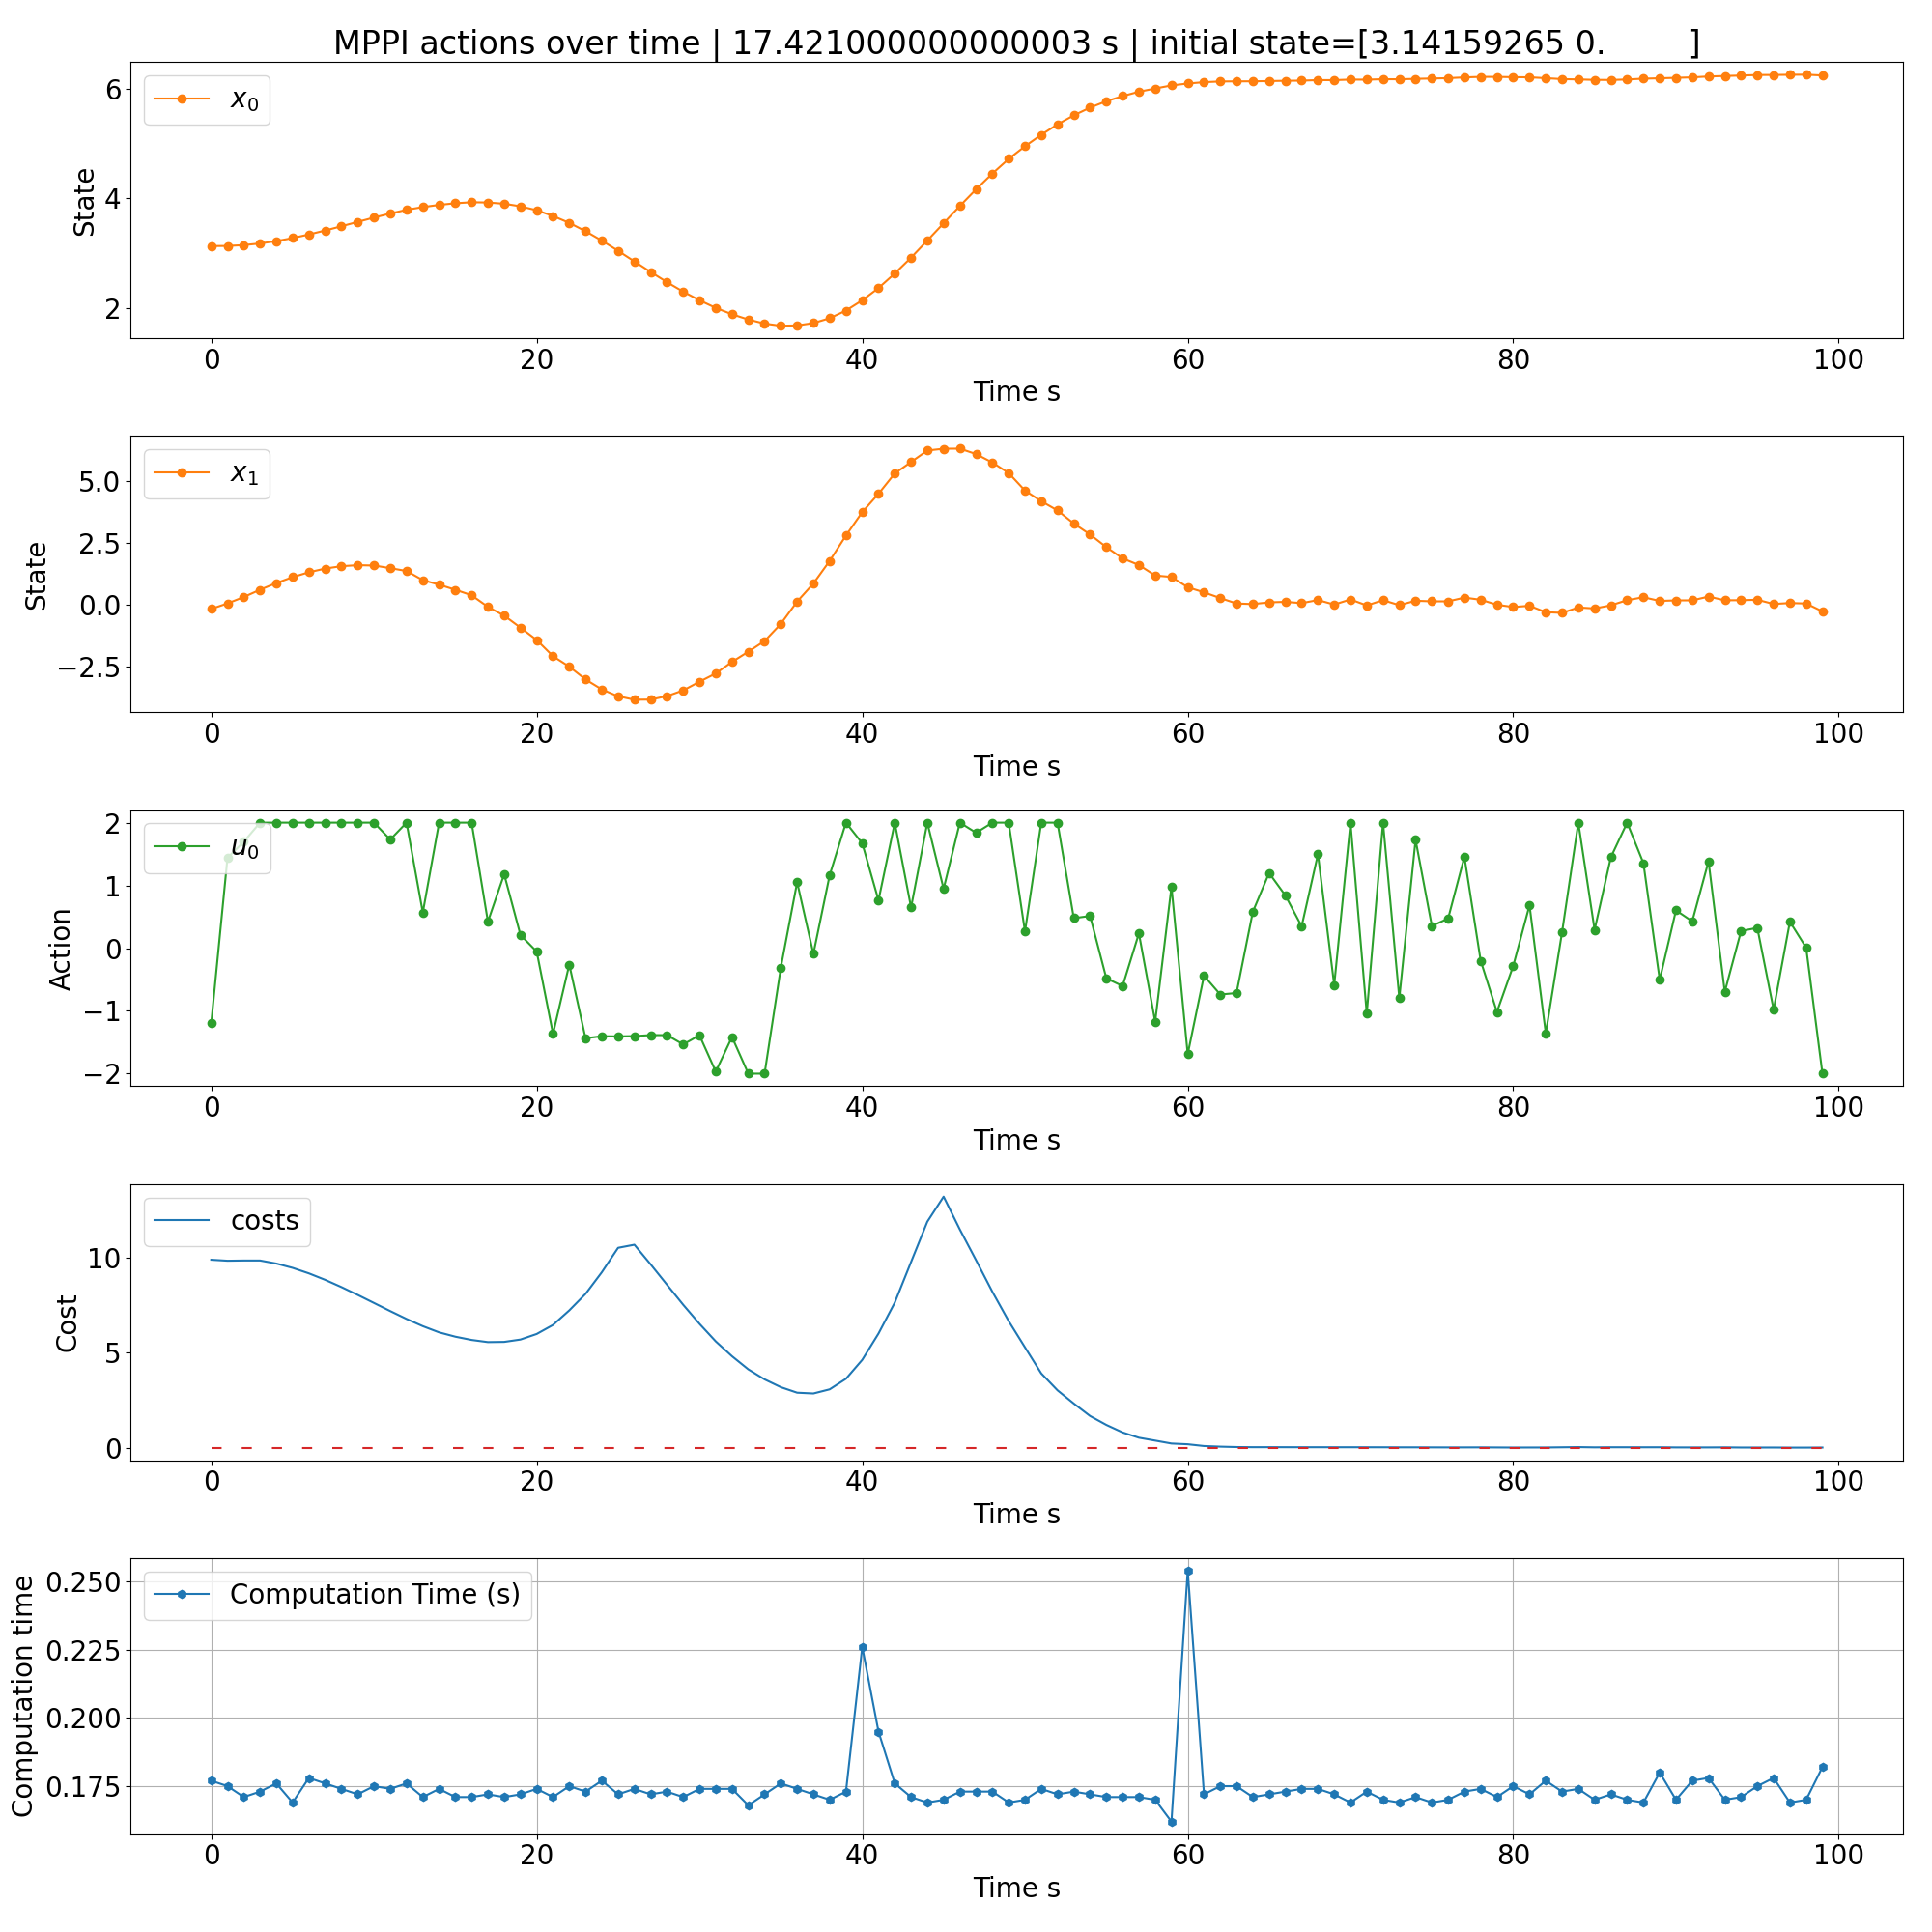 MPPI actions over time | 17.421000000000003 s | initial state=[3.14159265 0.         ]
6
4
2
State
x0
0 20 40 60 80 100
Time s
5.0
2.5
0.0
−2.5
State
x1
0 20 40 60 80 100
Time s
2
1
0
−1
−2
Action
u0
0 20 40 60 80 100
Time s
10
5
0
Cost
costs
0 20 40 60 80 100
Time s
0.250
0.225
0.200
0.175
Computation time
Computation Time (s)
0 20 40 60 80 100
Time s